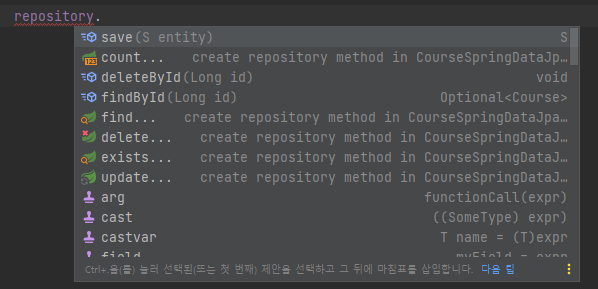 repository.
save(S entity) S
count... create repository method in CourseSpringDataJp…
deleteById(Long id) void
findById(Long id) Optional<Course>
find... create repository method in CourseSpringDataJpa…
delete... create repository method in CourseSpringDataJ…
exists... create repository method in CourseSpringDataJ…
update... create repository method in CourseSpringDataJ…
arg functionCall(expr)
cast ((SomeType) expr)
castvar T name = (T)expr
field myField = expr
Ctrl+.을(를) 눌러 선택된(또는 첫 번째) 제안을 선택하고 그 뒤에 마침표를 삽입합니다. 다음 팁